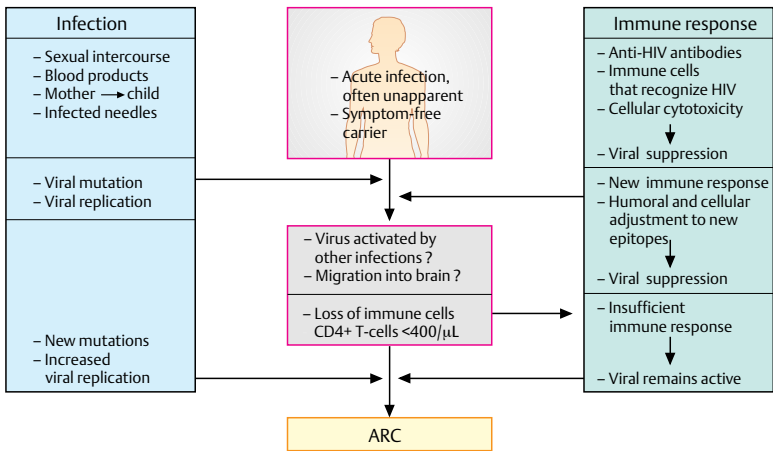 Infection
– Sexual intercourse
– Blood products
– Mother → child
– Infected needles
– Viral mutation
– Viral replication
– New mutations
– Increased
viral replication
– Acute infection,
often unapparent
– Symptom-free
carrier
– Virus activated by
other infections ?
– Migration into brain ?
– Loss of immune cells
CD4+ T-cells <400/µL
ARC
Immune response
– Anti-HIV antibodies
– Immune cells
that recognize HIV
– Cellular cytotoxicity
– Viral suppression
– New immune response
– Humoral and cellular
adjustment to new
epitopes
– Viral suppression
– Insufficient
immune response
– Viral remains active